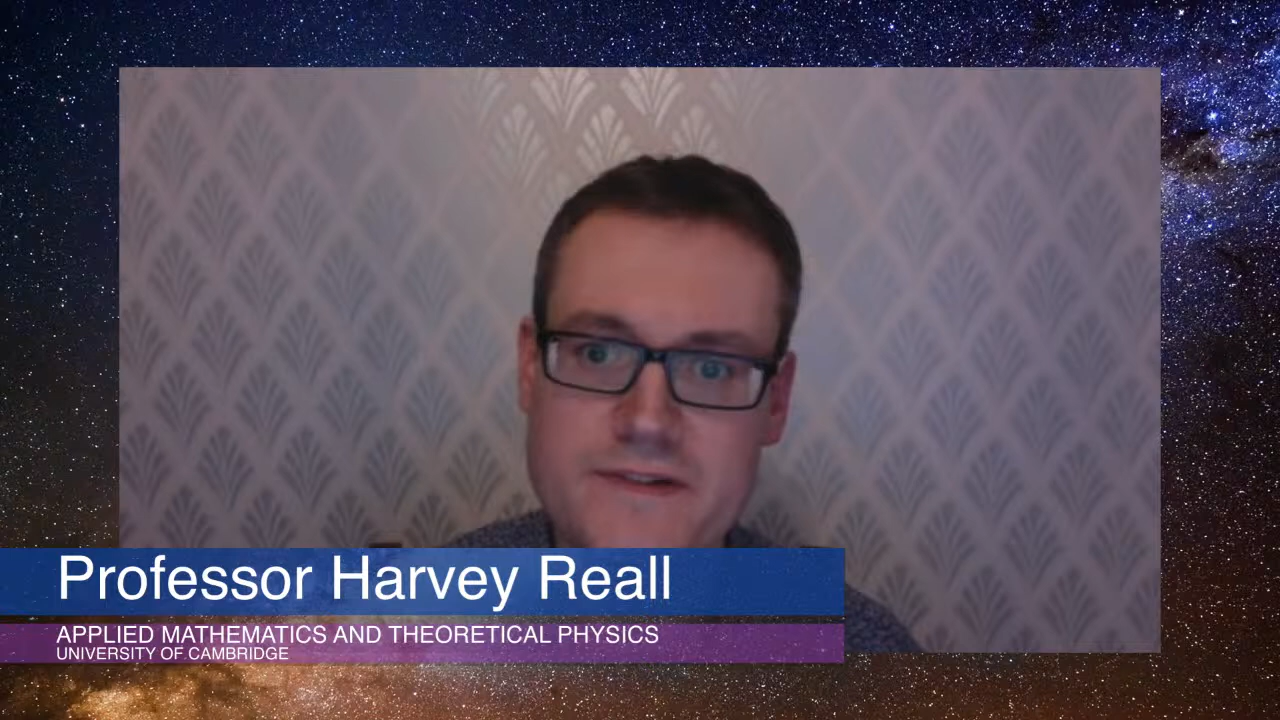 Professor Harvey Reall
APPLIED MATHEMATICS AND THEORETICAL PHYSICS
UNIVERSITY OF CAMBRIDGE